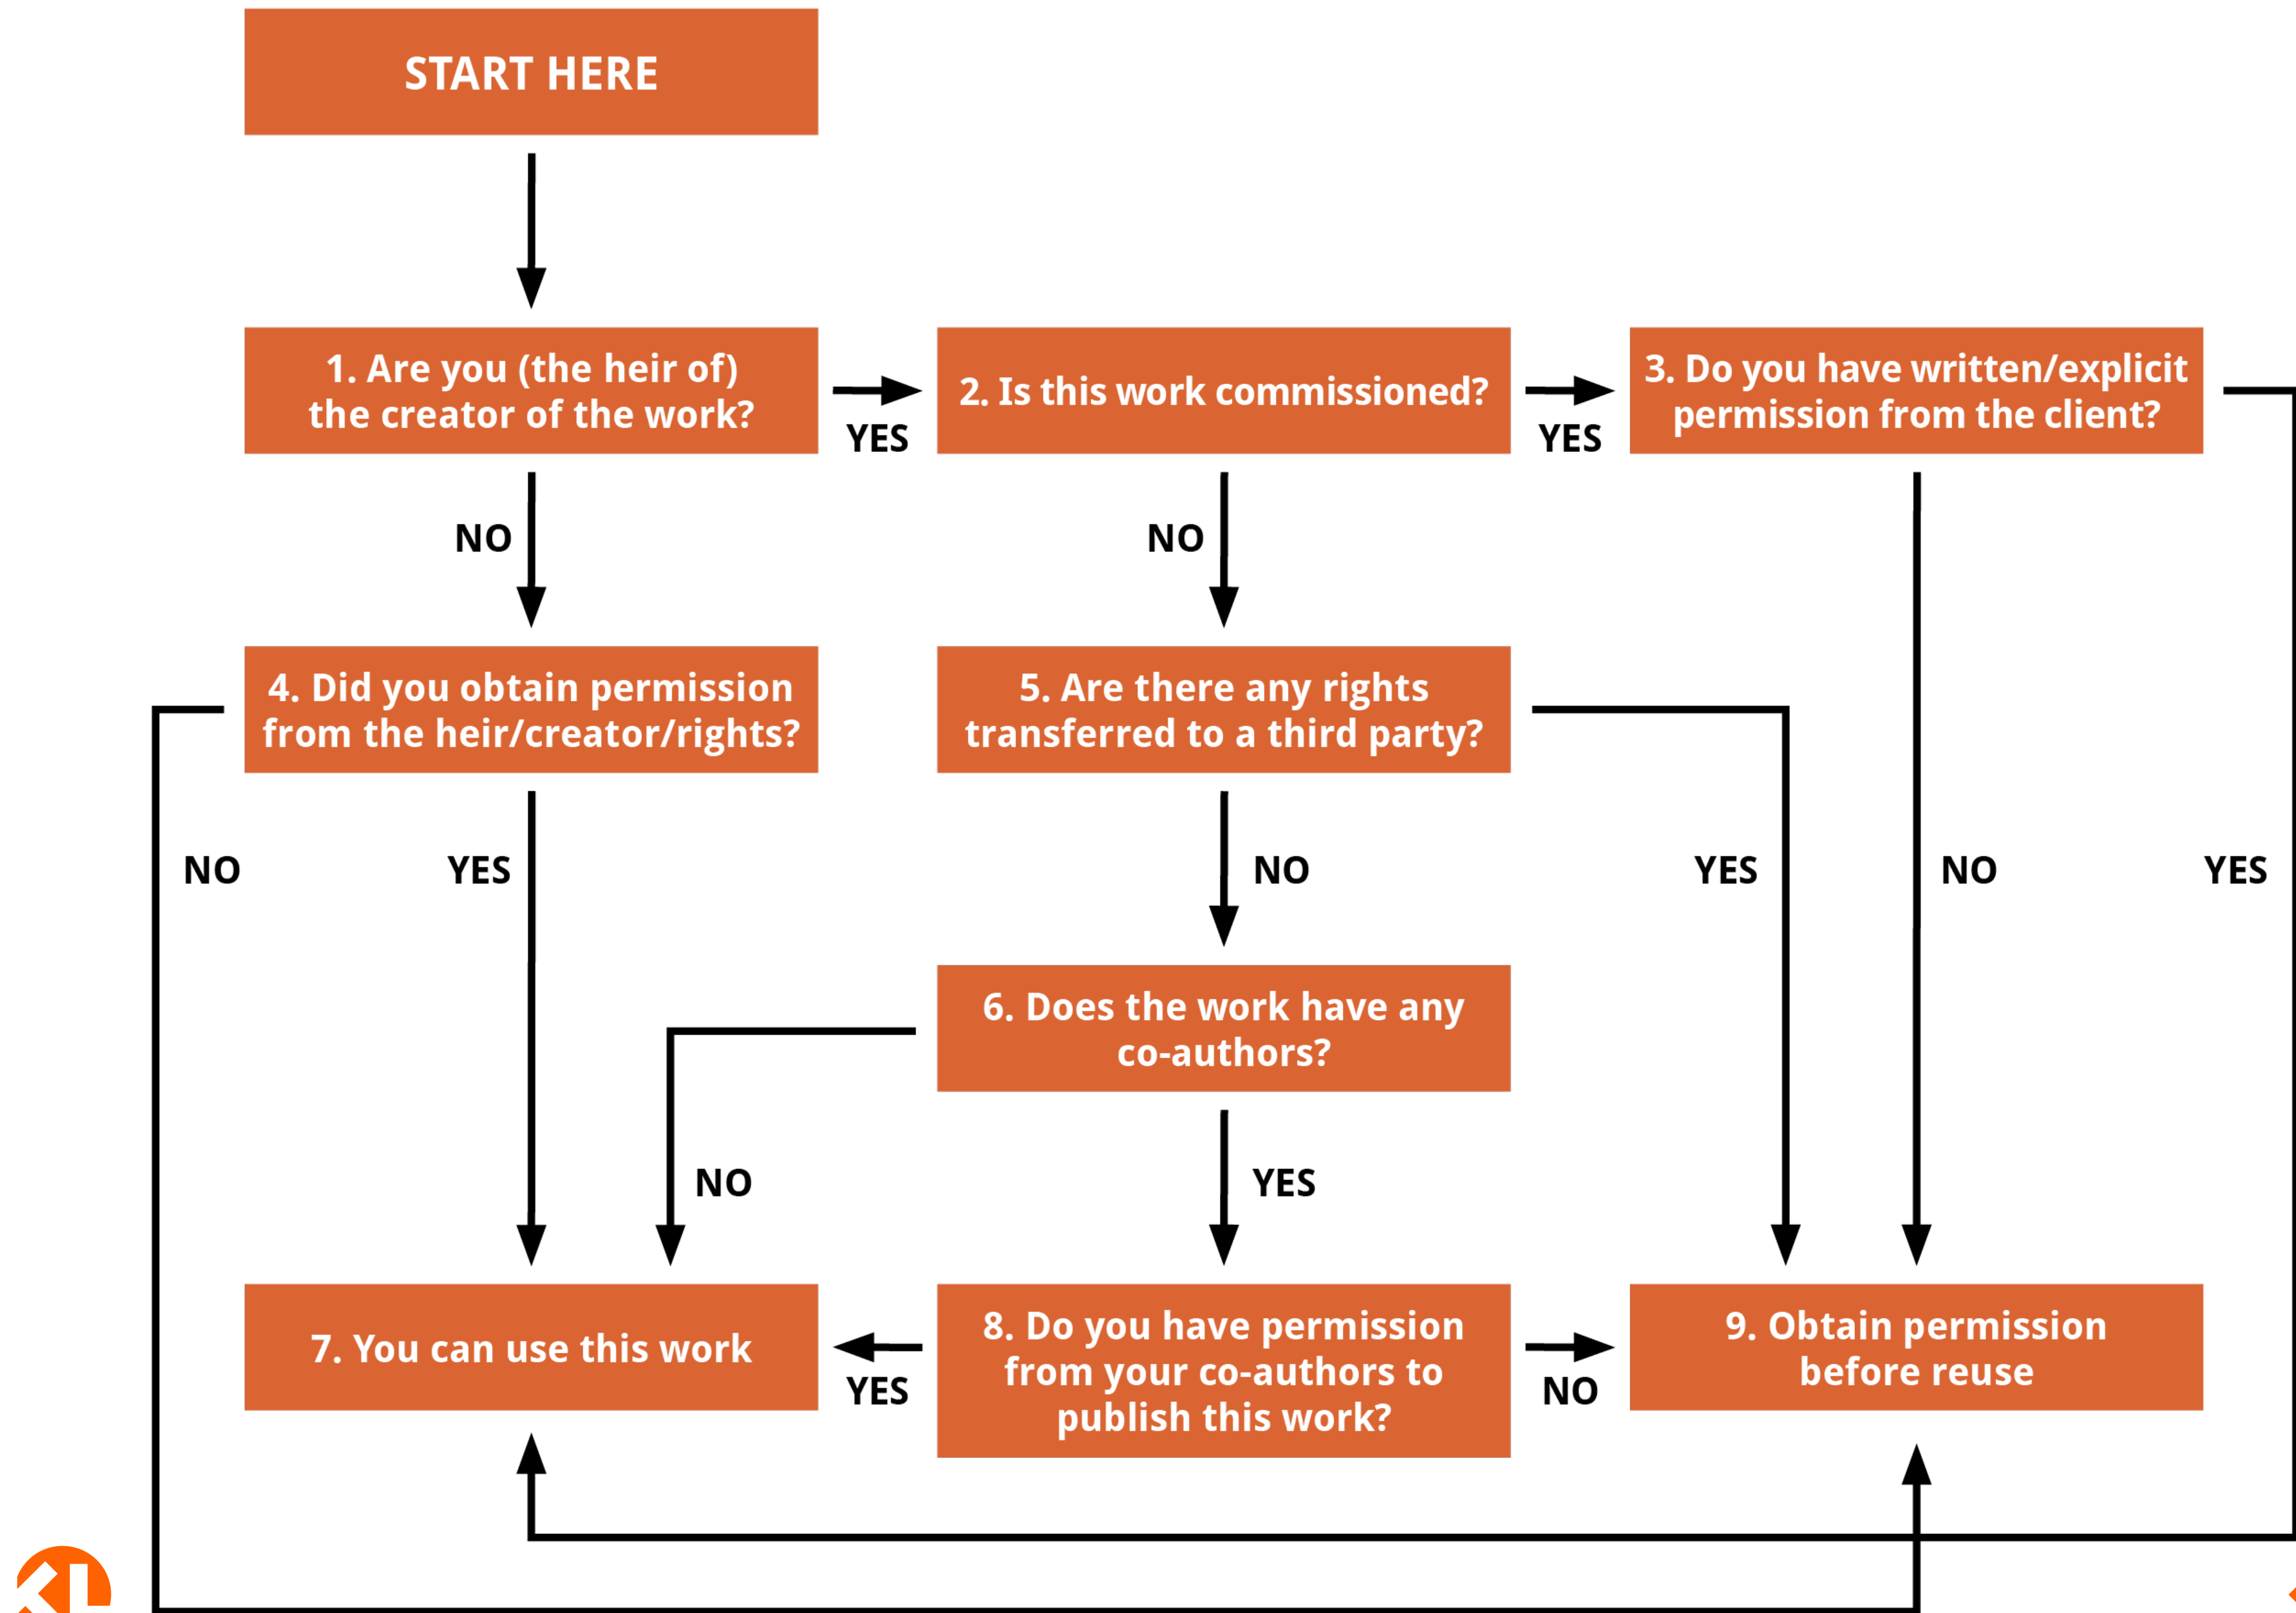 START HERE
1. Are you (the heir of)
the creator of the work?
YES
2. Is this work commissioned?
YES
3. Do you have written/explicit
permission from the client?
NO
NO
4. Did you obtain permission
from the heir/creator/rights?
5. Are there any rights
transferred to a third party?
NO
YES
NO
YES
NO
YES
6. Does the work have any
co-authors?
NO
YES
7. You can use this work
YES
8. Do you have permission
from your co-authors to
publish this work?
NO
9. Obtain permission
before reuse